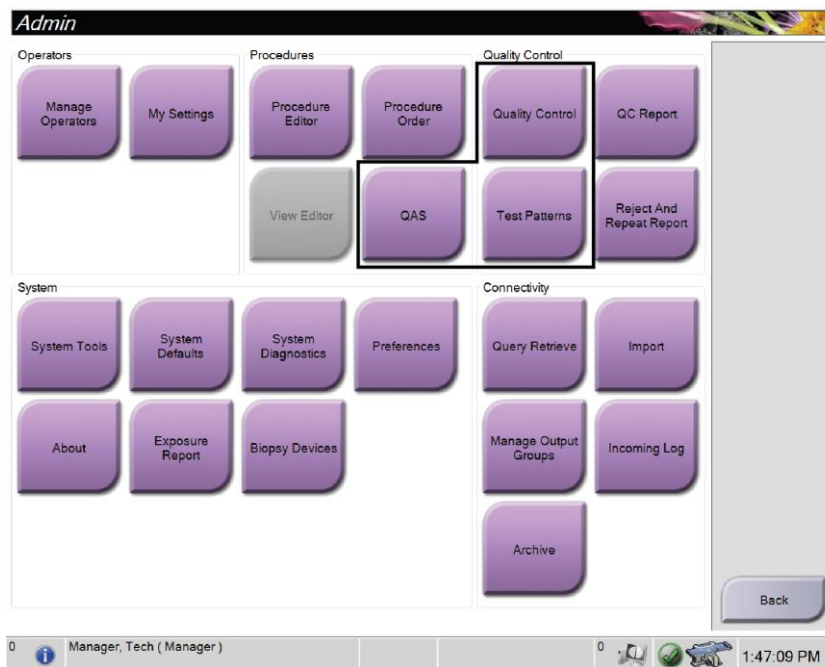 Admin
Operators
Procedures
Quality Control
Manage
Operators
My Settings
Procedure
Editor
Procedure
Order
Quality Control
QC Report
View Editor
QAS
Test Patterns
Reject And
Repeat Report
System
Connectivity
System Tools
System
Defaults
System
Diagnostics
Preferences
Query Retrieve
Import
About
Exposure
Report
Biopsy Devices
Manage Output
Groups
Incoming Log
Archive
Back
0
Manager, Tech ( Manager )
0
1:47:09 PM